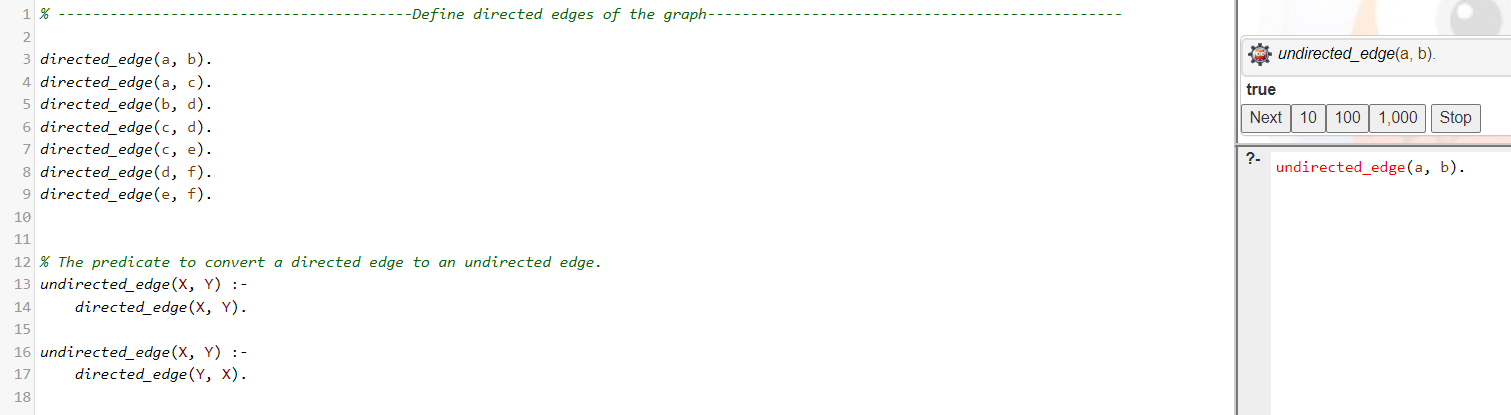 1 % -----------------------------------------Define directed edges of the graph------------------------------------------------
2
3 directed_edge(a, b).
4 directed_edge(a, c).
5 directed_edge(b, d).
6 directed_edge(c, d).
7 directed_edge(c, e).
8 directed_edge(d, f).
9 directed_edge(e, f).
10
11
12 % The predicate to convert a directed edge to an undirected edge.
13 undirected_edge(X, Y) :-
14     directed_edge(X, Y).
15
16 undirected_edge(X, Y) :-
17     directed_edge(Y, X).
18
undirected_edge(a, b).
true
Next 10 100 1,000 Stop
?- undirected_edge(a, b).